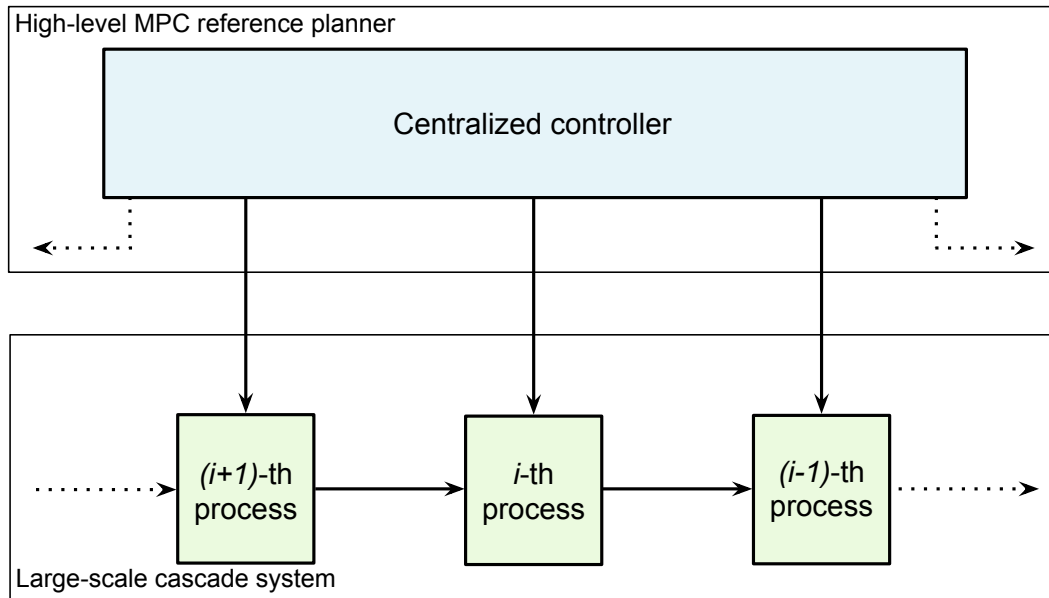 High-level MPC reference planner
Centralized controller
(i+1)-th
process
i-th
process
(i-1)-th
process
Large-scale cascade system